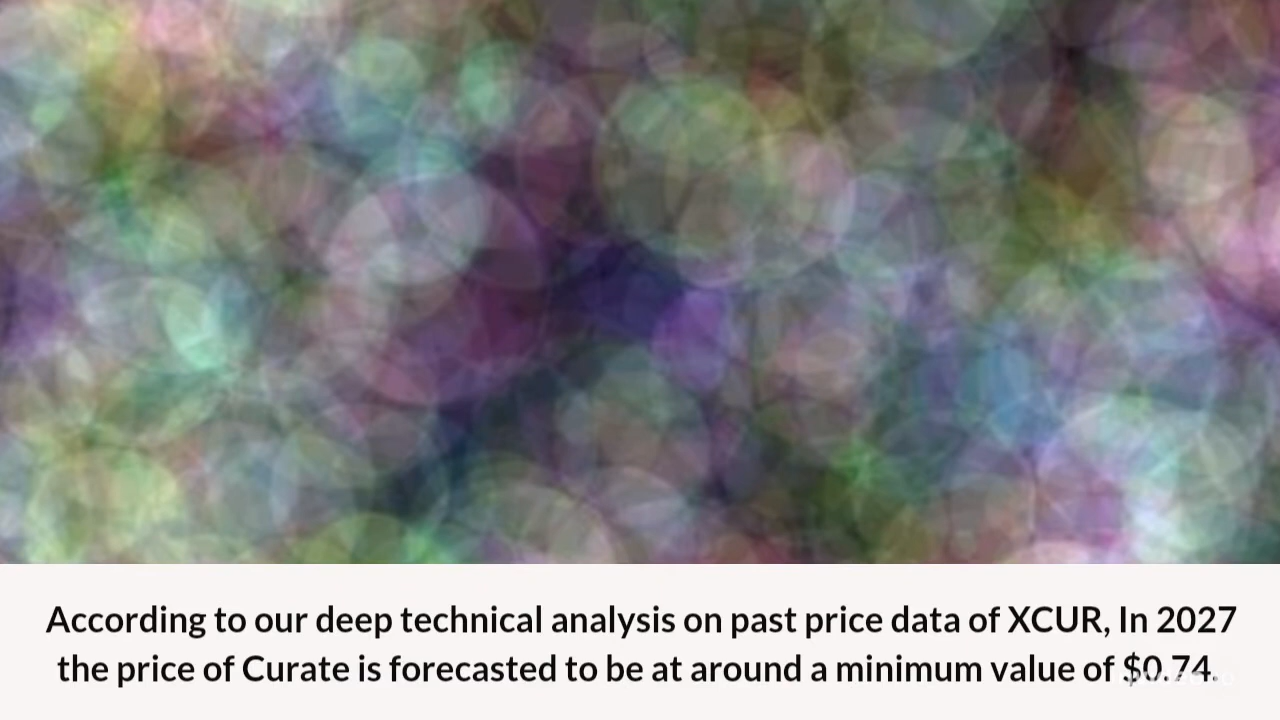 According to our deep technical analysis on past price data of XCUR, In 2027
the price of Curate is forecasted to be at around a minimum value of $0.74.